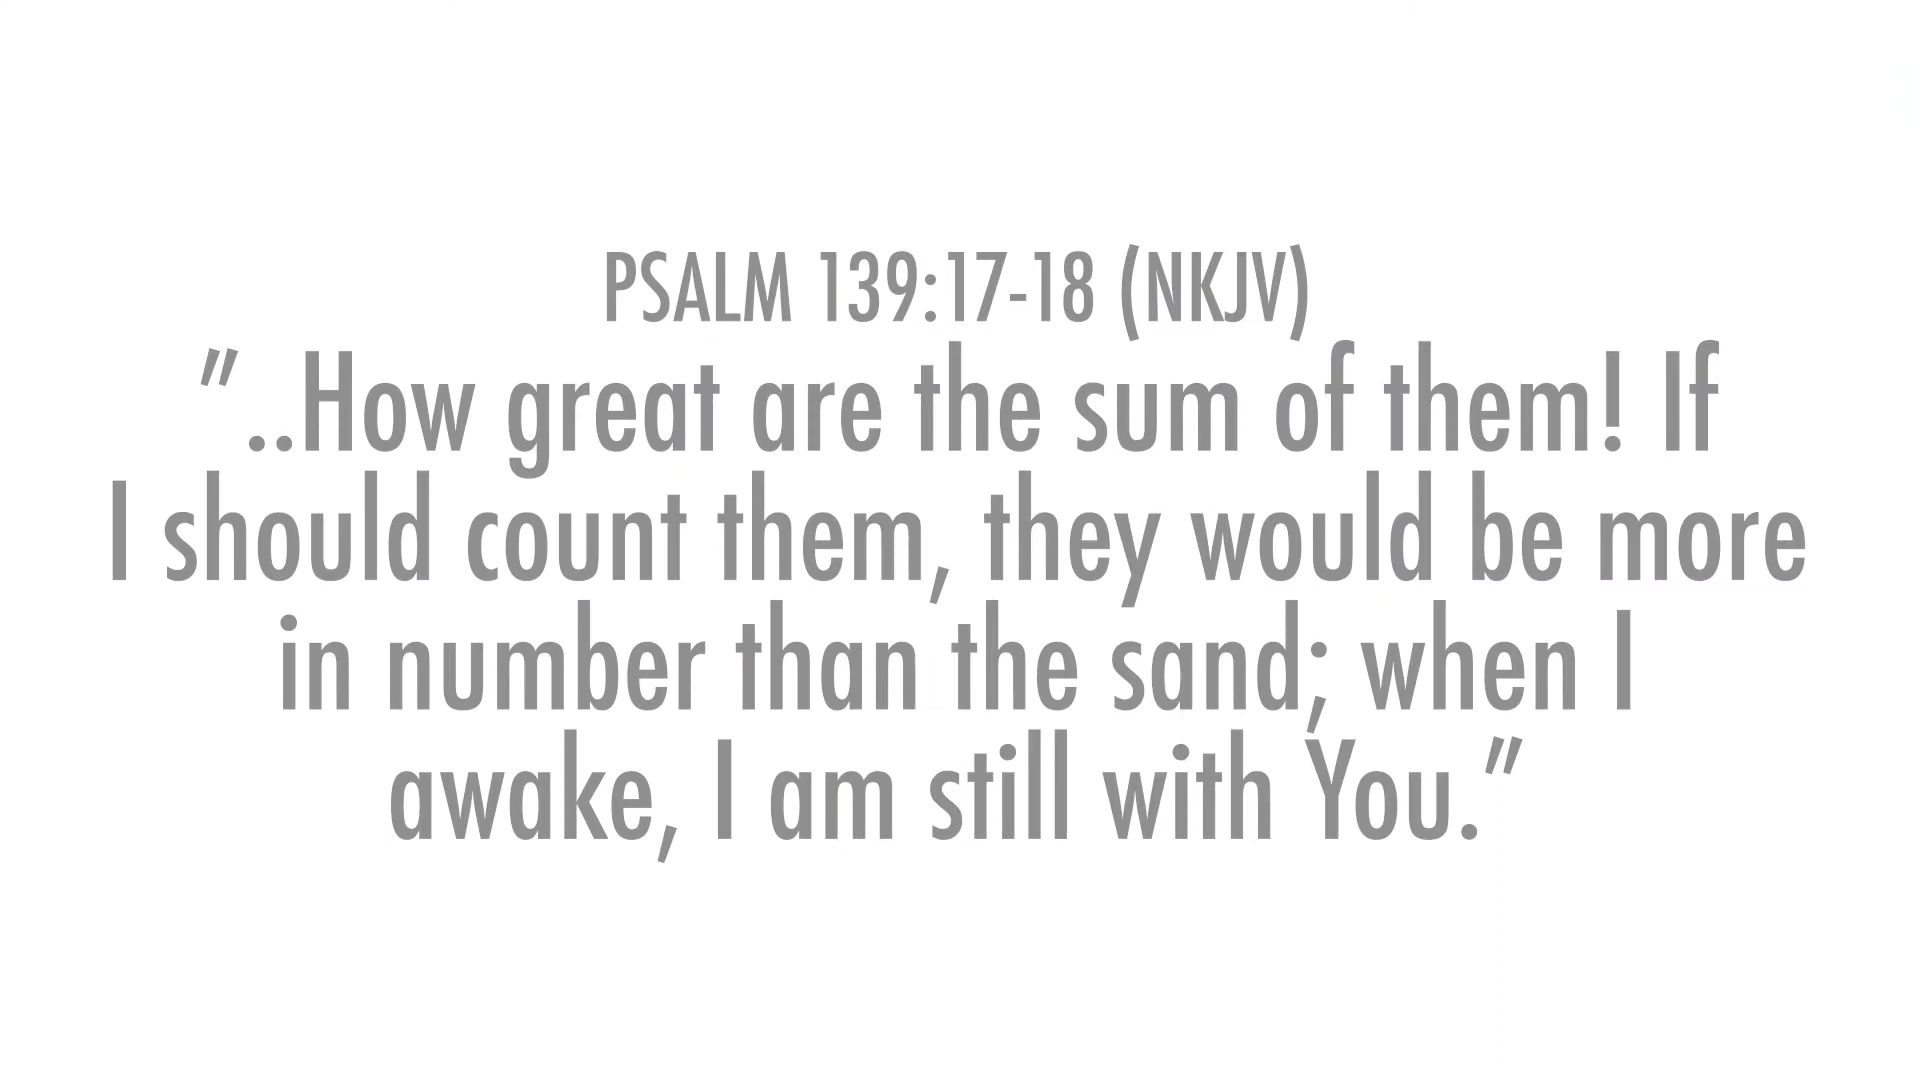 PSALM 139:17-18 (NKJV)
"..How great are the sum of them! If
I should count them, they would be more
in number than the sand; when I
awake, I am still with You."